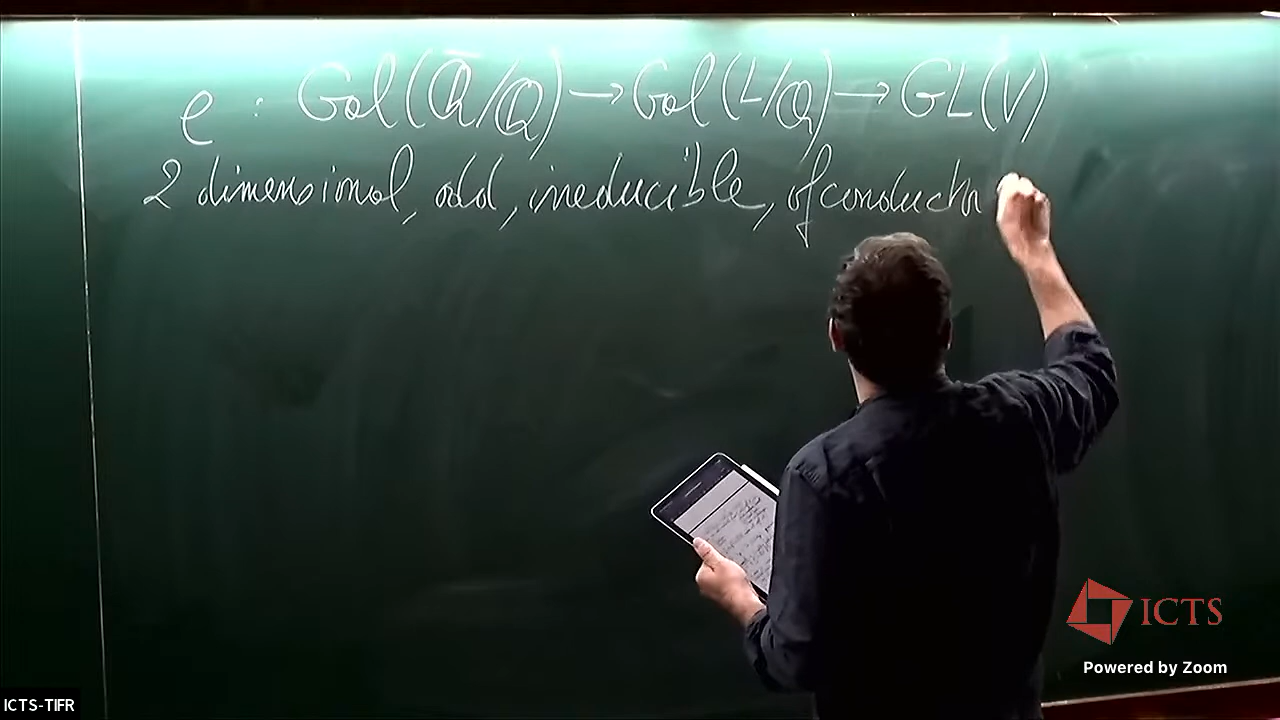 ρ : Gal(Q̅/Q) → Gal(L/Q) → GL(V)
2 dimensional, odd, irreducible, of conducto
ICTS
Powered by Zoom
ICTS-TIFR